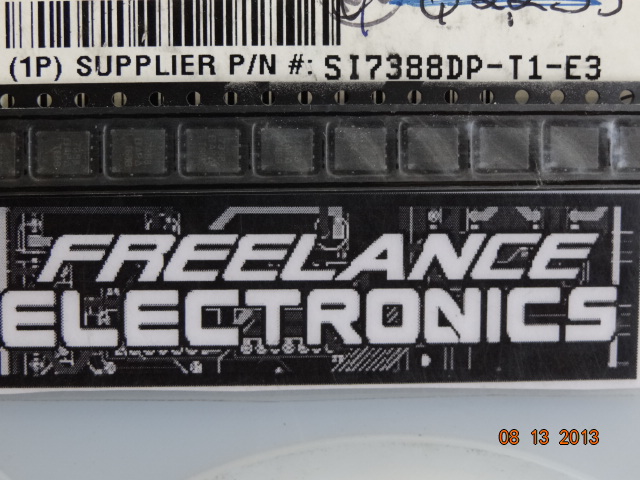 (1P) SUPPLIER P/N #: SI7388DP-T1-E3
FREELANCE
ELECTRONICS
08 13 2013